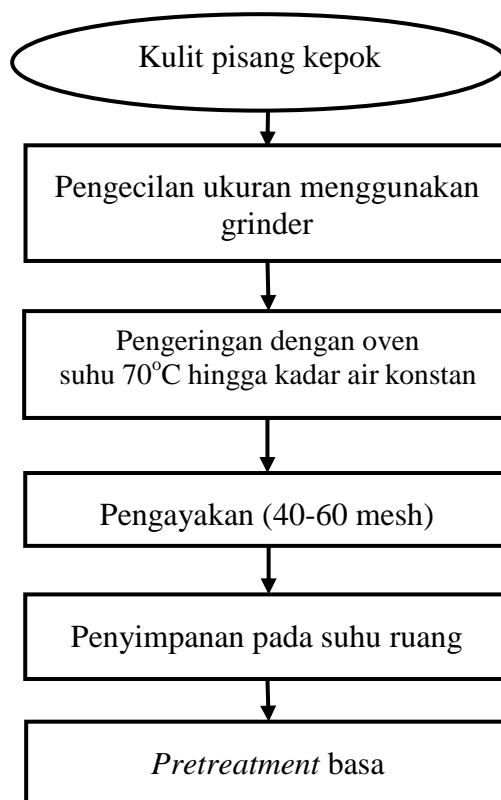 Kulit pisang kepok
Pengecilan ukuran menggunakan
grinder
Pengeringan dengan oven
suhu 70°C hingga kadar air konstan
Pengayakan (40-60 mesh)
Penyimpanan pada suhu ruang
Pretreatment basa